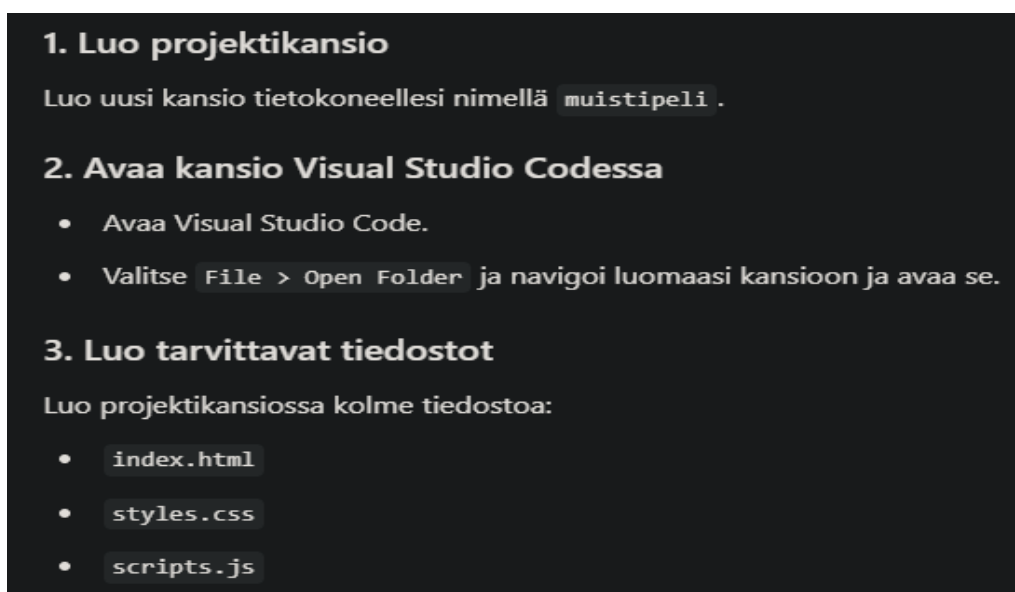 1. Luo projektikansio
Luo uusi kansio tietokoneellesi nimellä muistipeli.
2. Avaa kansio Visual Studio Codessa
• Avaa Visual Studio Code.
• Valitse File > Open Folder ja navigoi luomaasi kansioon ja avaa se.
3. Luo tarvittavat tiedostot
Luo projektikansiossa kolme tiedostoa:
• index.html
• styles.css
• scripts.js